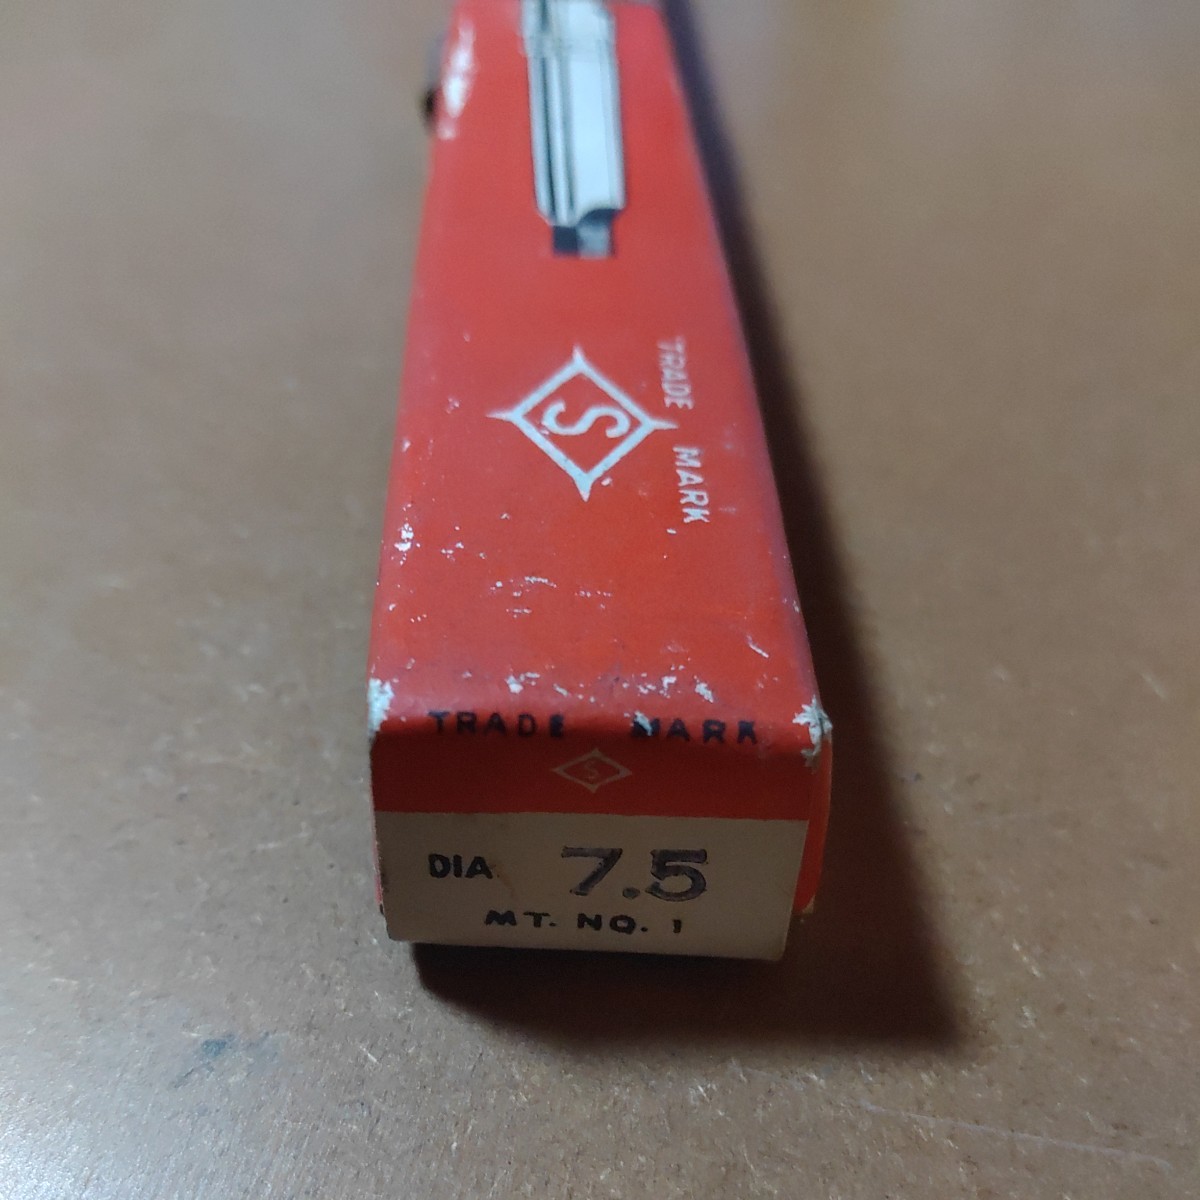 TRADE MARK
S
TRADE MARK
S
DIA 7.5
MT. NO. 1